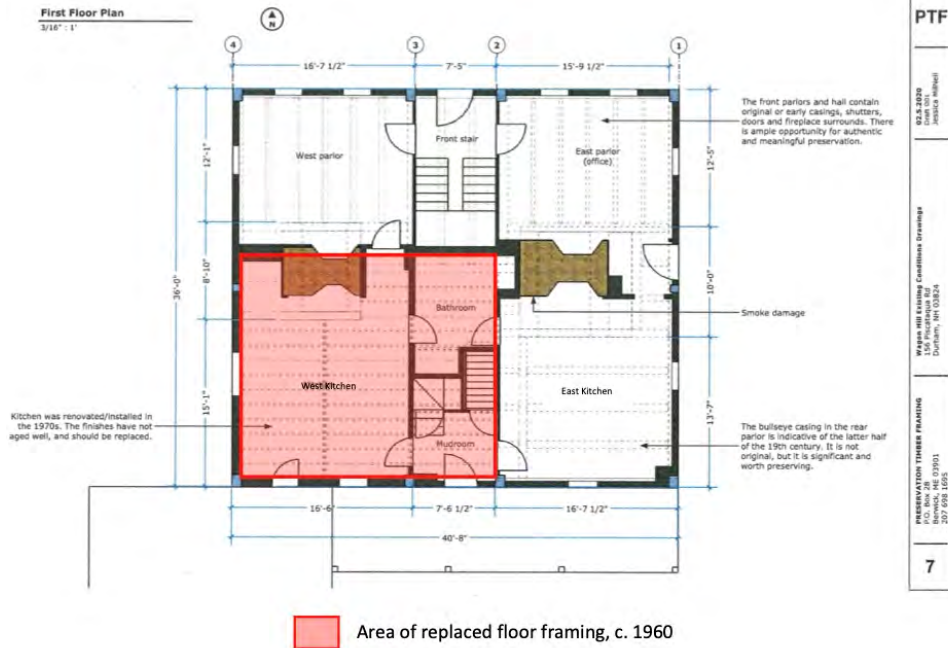 First Floor Plan
3/16" : 1'
N
4
3
2
1
16'-7 1/2"
7'-5"
15'-9 1/2"
PTF
02.5.2020
Jessica MilNeil
Wagon Hill Existing Conditions Drawings
156 Piscataqua Rd
Durham, NH 03824
PRESERVATION TIMBER FRAMING
P.O. Box 28
Berwick, ME 03901
207 698 1695
7
The front parlors and hall contain
original or early casings, shutters,
doors and fireplace surrounds. There
is ample opportunity for authentic
and meaningful preservation.
West parlor
Front stair
East parlor
(office)
12'-1"
12'-5"
36'-0"
8'-10"
10'-0"
Bathroom
Smoke damage
West Kitchen
East Kitchen
15'-1"
13'-7"
Kitchen was renovated/installed in
the 1970s. The finishes have not
aged well, and should be replaced.
Mudroom
The bullseye casing in the rear
parlor is indicative of the latter half
of the 19th century. It is not
original, but it is significant and
worth preserving.
16'-6"
7'-6 1/2"
16'-7 1/2"
40'-8"
Area of replaced floor framing, c. 1960